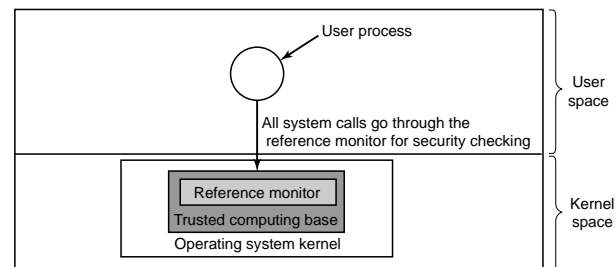 User process
User
space
All system calls go through the
reference monitor for security checking
Reference monitor
Trusted computing base
Operating system kernel
Kernel
space